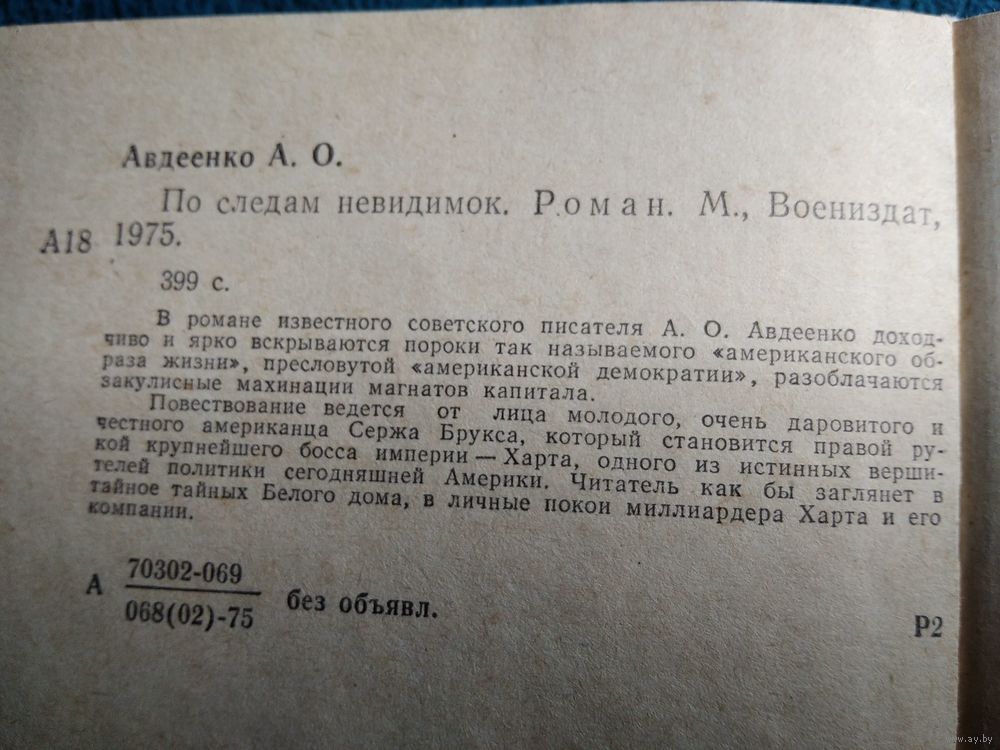 Авдеенко А. О.
По следам невидимок. Роман. М., Воениздат,
А18 1975.
399 с.
В романе известного советского писателя А. О. Авдеенко доход-
чиво и ярко вскрываются пороки так называемого «американского об-
раза жизни», пресловутой «американской демократии», разоблачаются
закулисные махинации магнатов капитала.
Повествование ведется от лица молодого, очень даровитого и
честного американца Сержа Брукса, который становится правой ру-
кой крупнейшего босса империи — Харта, одного из истинных верши-
телей политики сегодняшней Америки. Читатель как бы заглянет в
тайное тайных Белого дома, в личные покои миллиардера Харта и его
компании.
А 70302-069
068(02)-75 без объявл.
Р2
www.ay.by